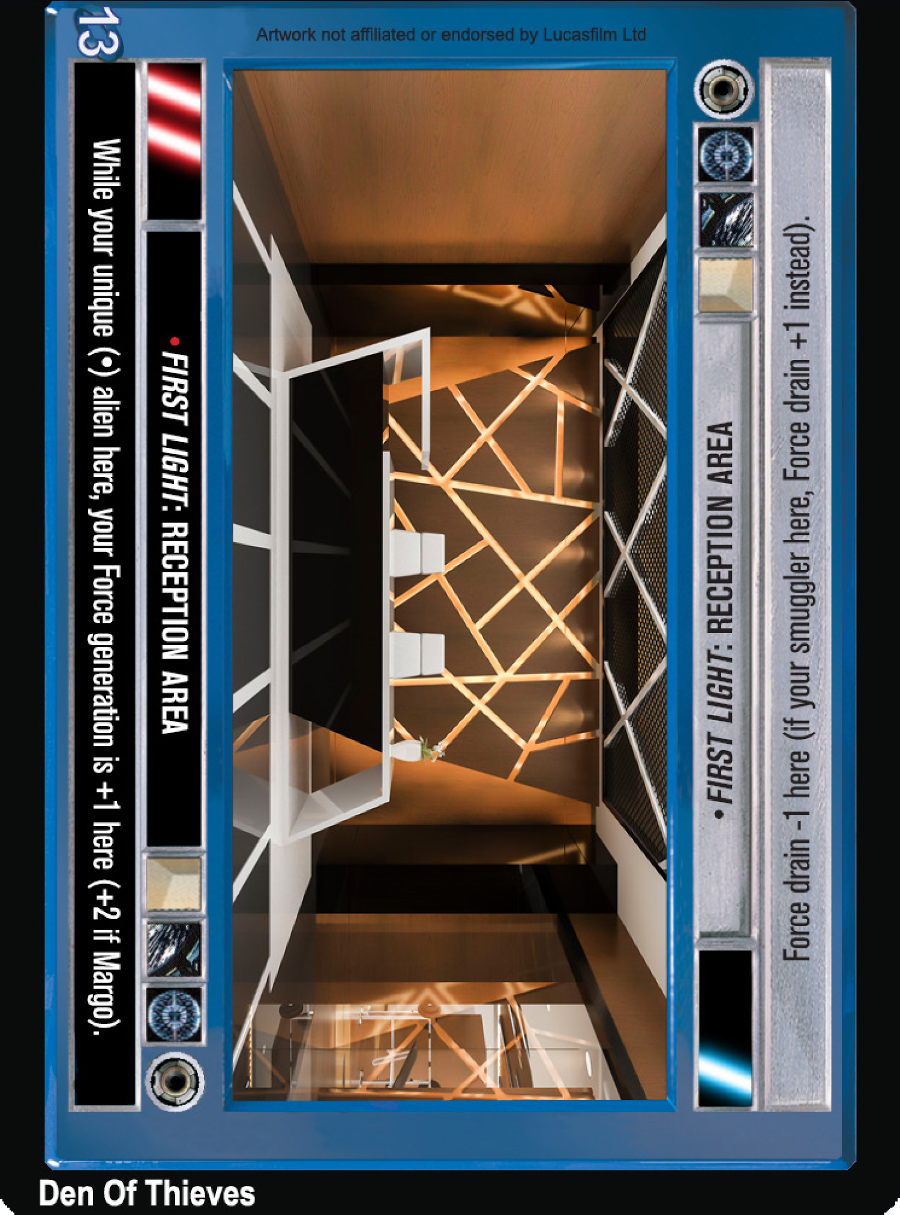 13
Artwork not affiliated or endorsed by Lucasfilm Ltd
While your unique (•) alien here, your Force generation is +1 here (+2 if Margo).
• FIRST LIGHT: RECEPTION AREA
• FIRST LIGHT: RECEPTION AREA
Force drain -1 here (if your smuggler here, Force drain +1 instead).
Den Of Thieves